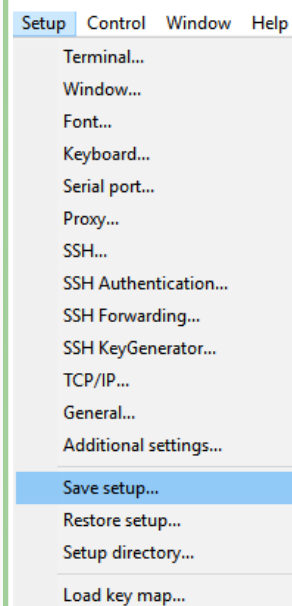 Setup Control Window Help
Terminal...
Window...
Font...
Keyboard...
Serial port...
Proxy...
SSH...
SSH Authentication...
SSH Forwarding...
SSH KeyGenerator...
TCP/IP...
General...
Additional settings...
Save setup...
Restore setup...
Setup directory...
Load key map...